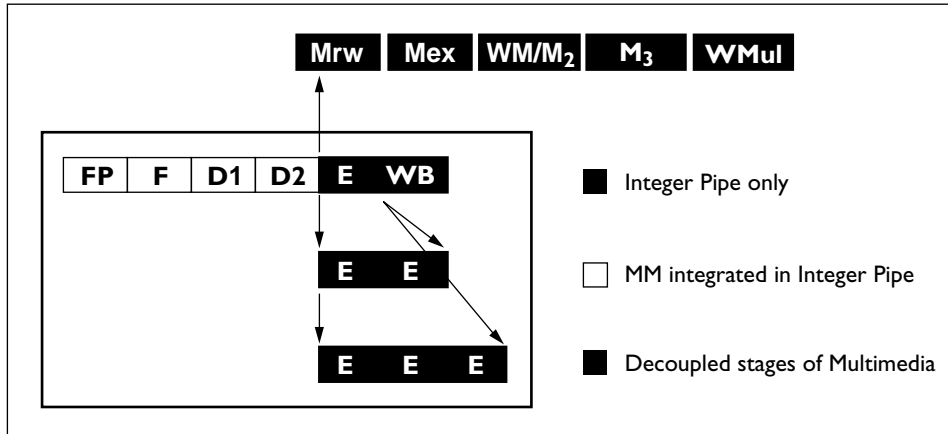 Mrw Mex WM/M₂ M₃ WMul
FP F D1 D2 E WB
Integer Pipe only
E E
MM integrated in Integer Pipe
E E E
Decoupled stages of Multimedia